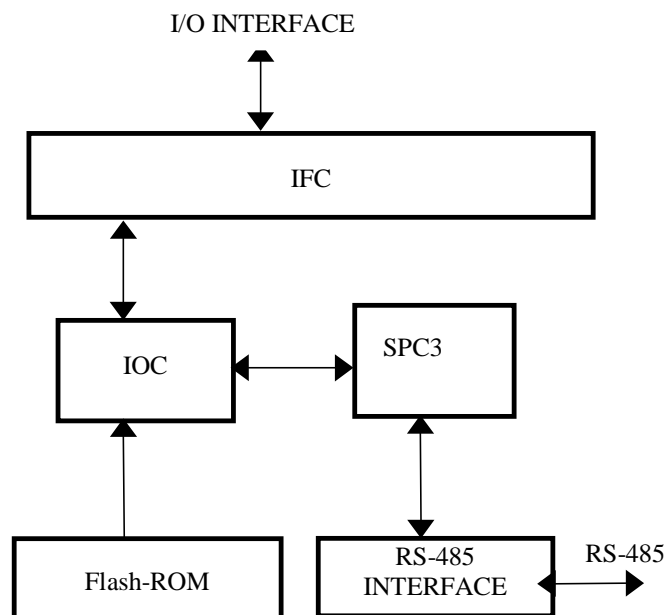 I/O INTERFACE
IFC
IOC
SPC3
Flash-ROM
RS-485
INTERFACE
RS-485